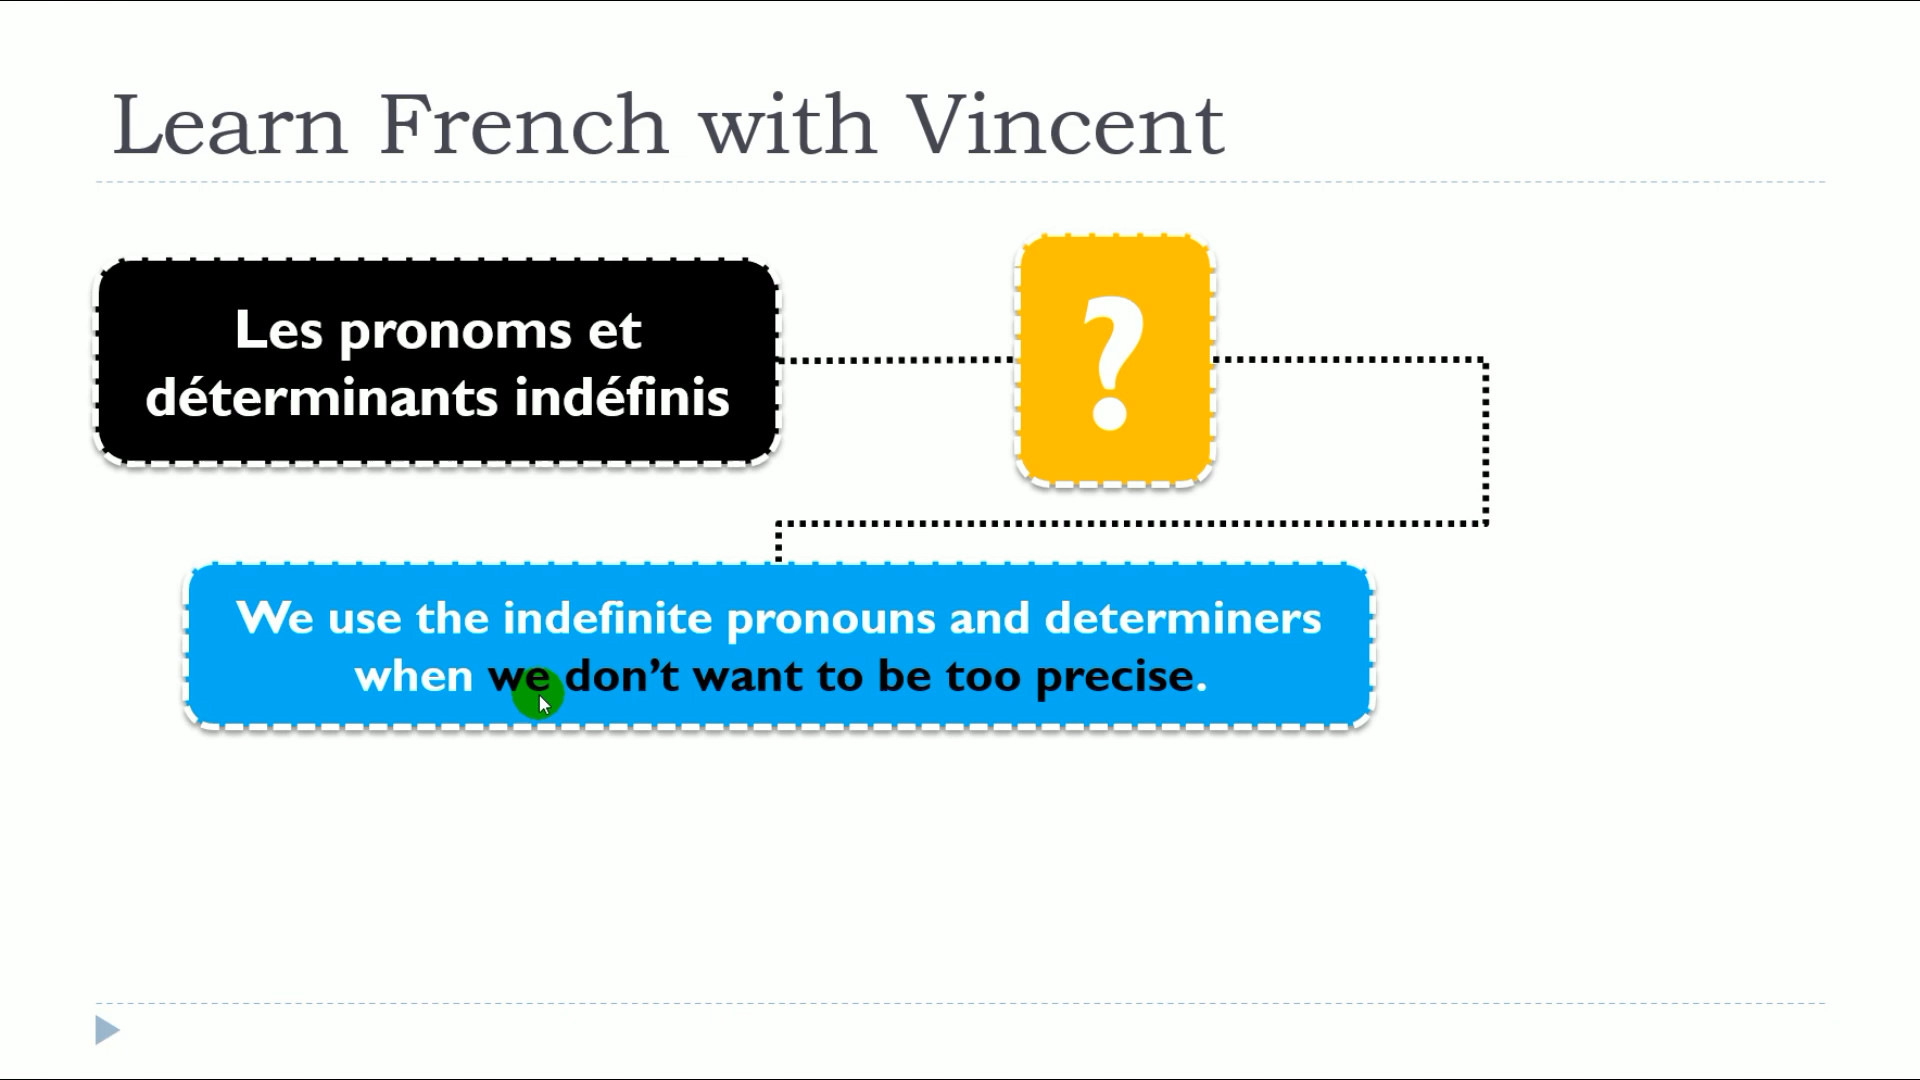 Learn French with Vincent
Les pronoms et
déterminants indéfinis
?
We use the indefinite pronouns and determiners
when we don’t want to be too precise.